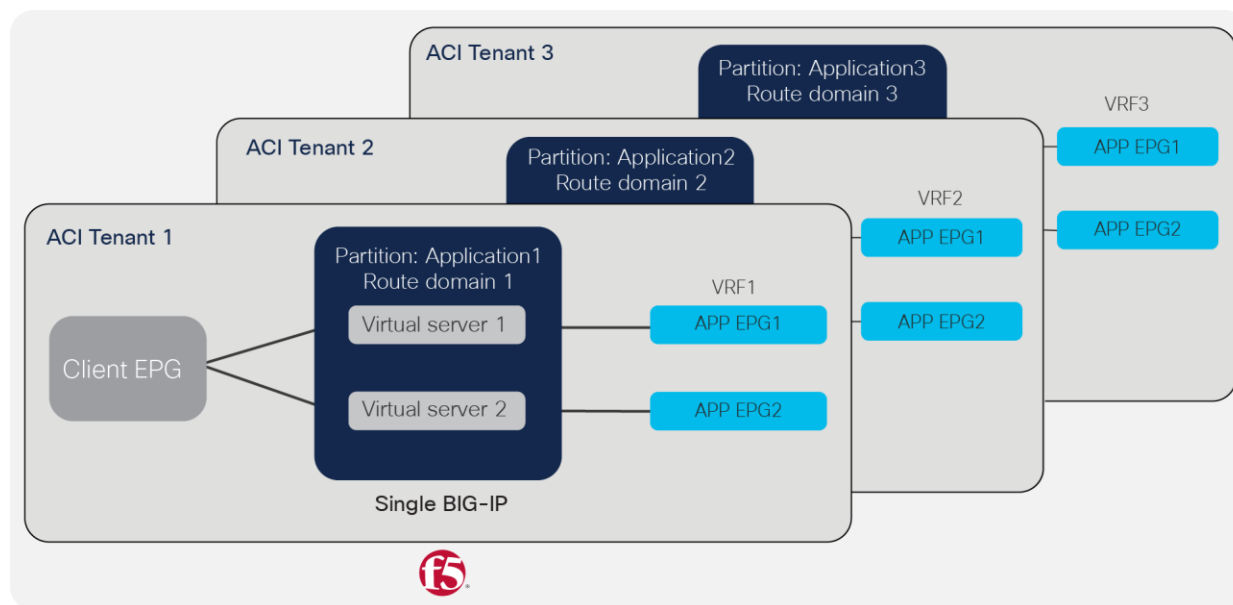 ACI Tenant 3
Partition: Application3
Route domain 3
VRF3
APP EPG1
APP EPG2
ACI Tenant 2
Partition: Application2
Route domain 2
VRF2
APP EPG1
APP EPG2
ACI Tenant 1
Partition: Application1
Route domain 1
VRF1
Client EPG
Virtual server 1
APP EPG1
Virtual server 2
APP EPG2
Single BIG-IP
f5